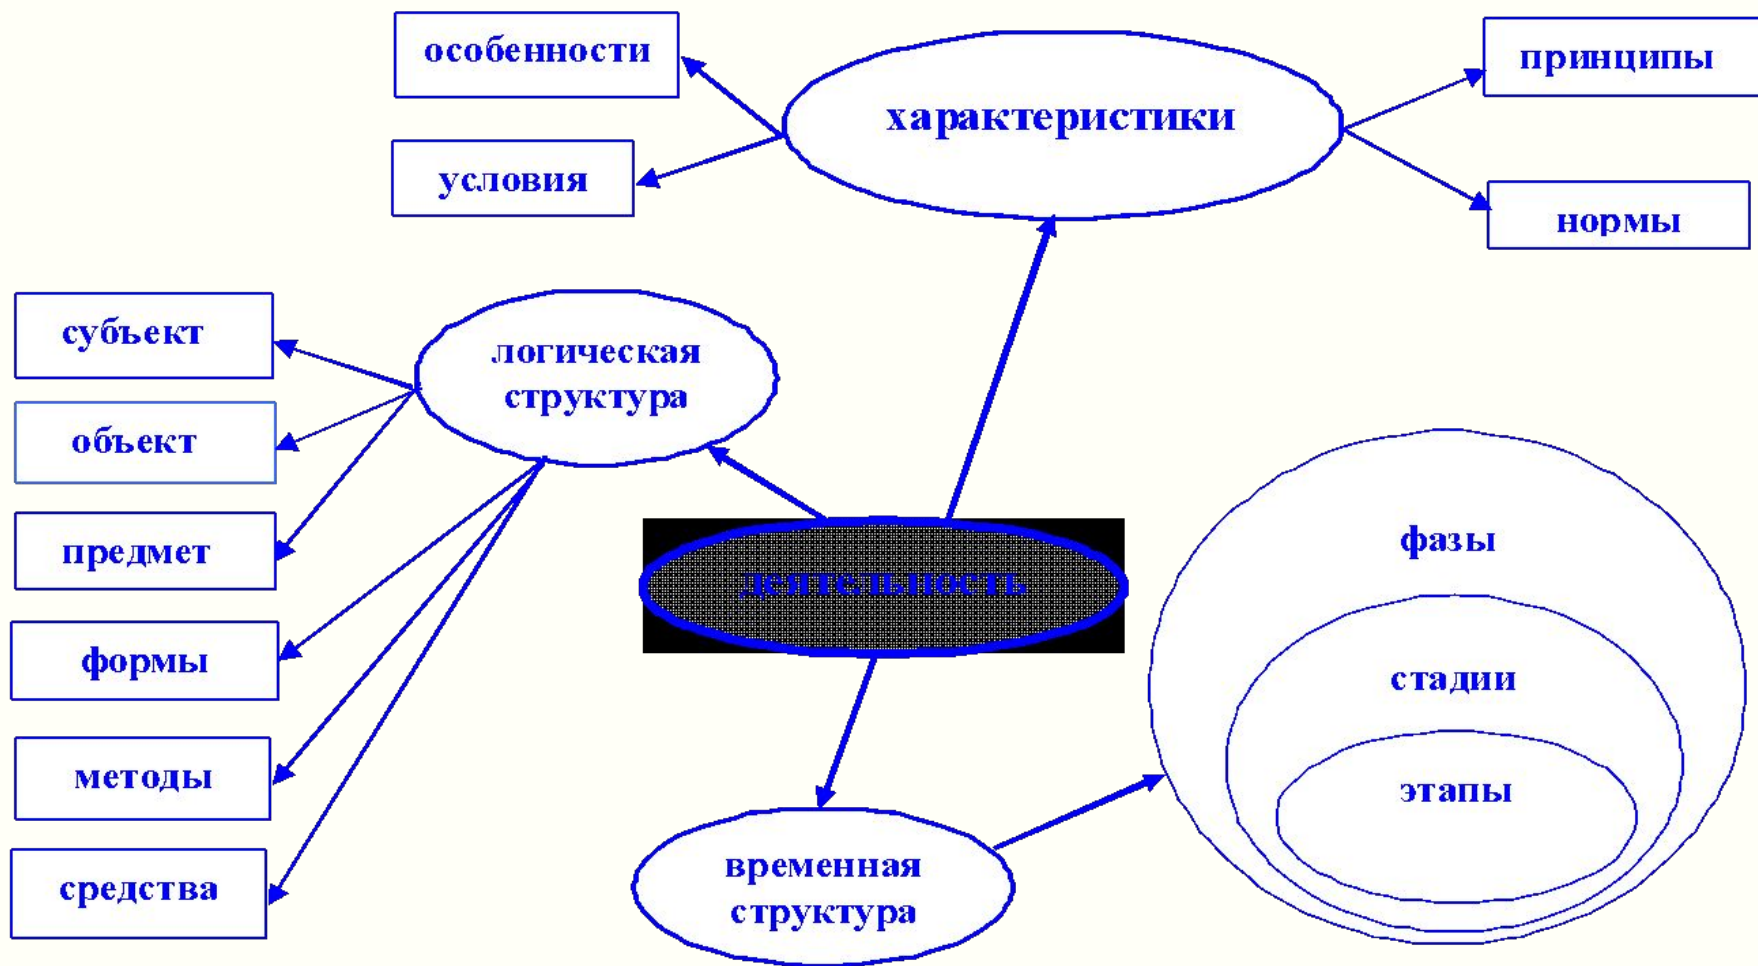 особенности
характеристики
принципы
условия
нормы
субъект
логическая
структура
объект
предмет
формы
методы
средства
деятельность
временная
структура
фазы
стадии
этапы